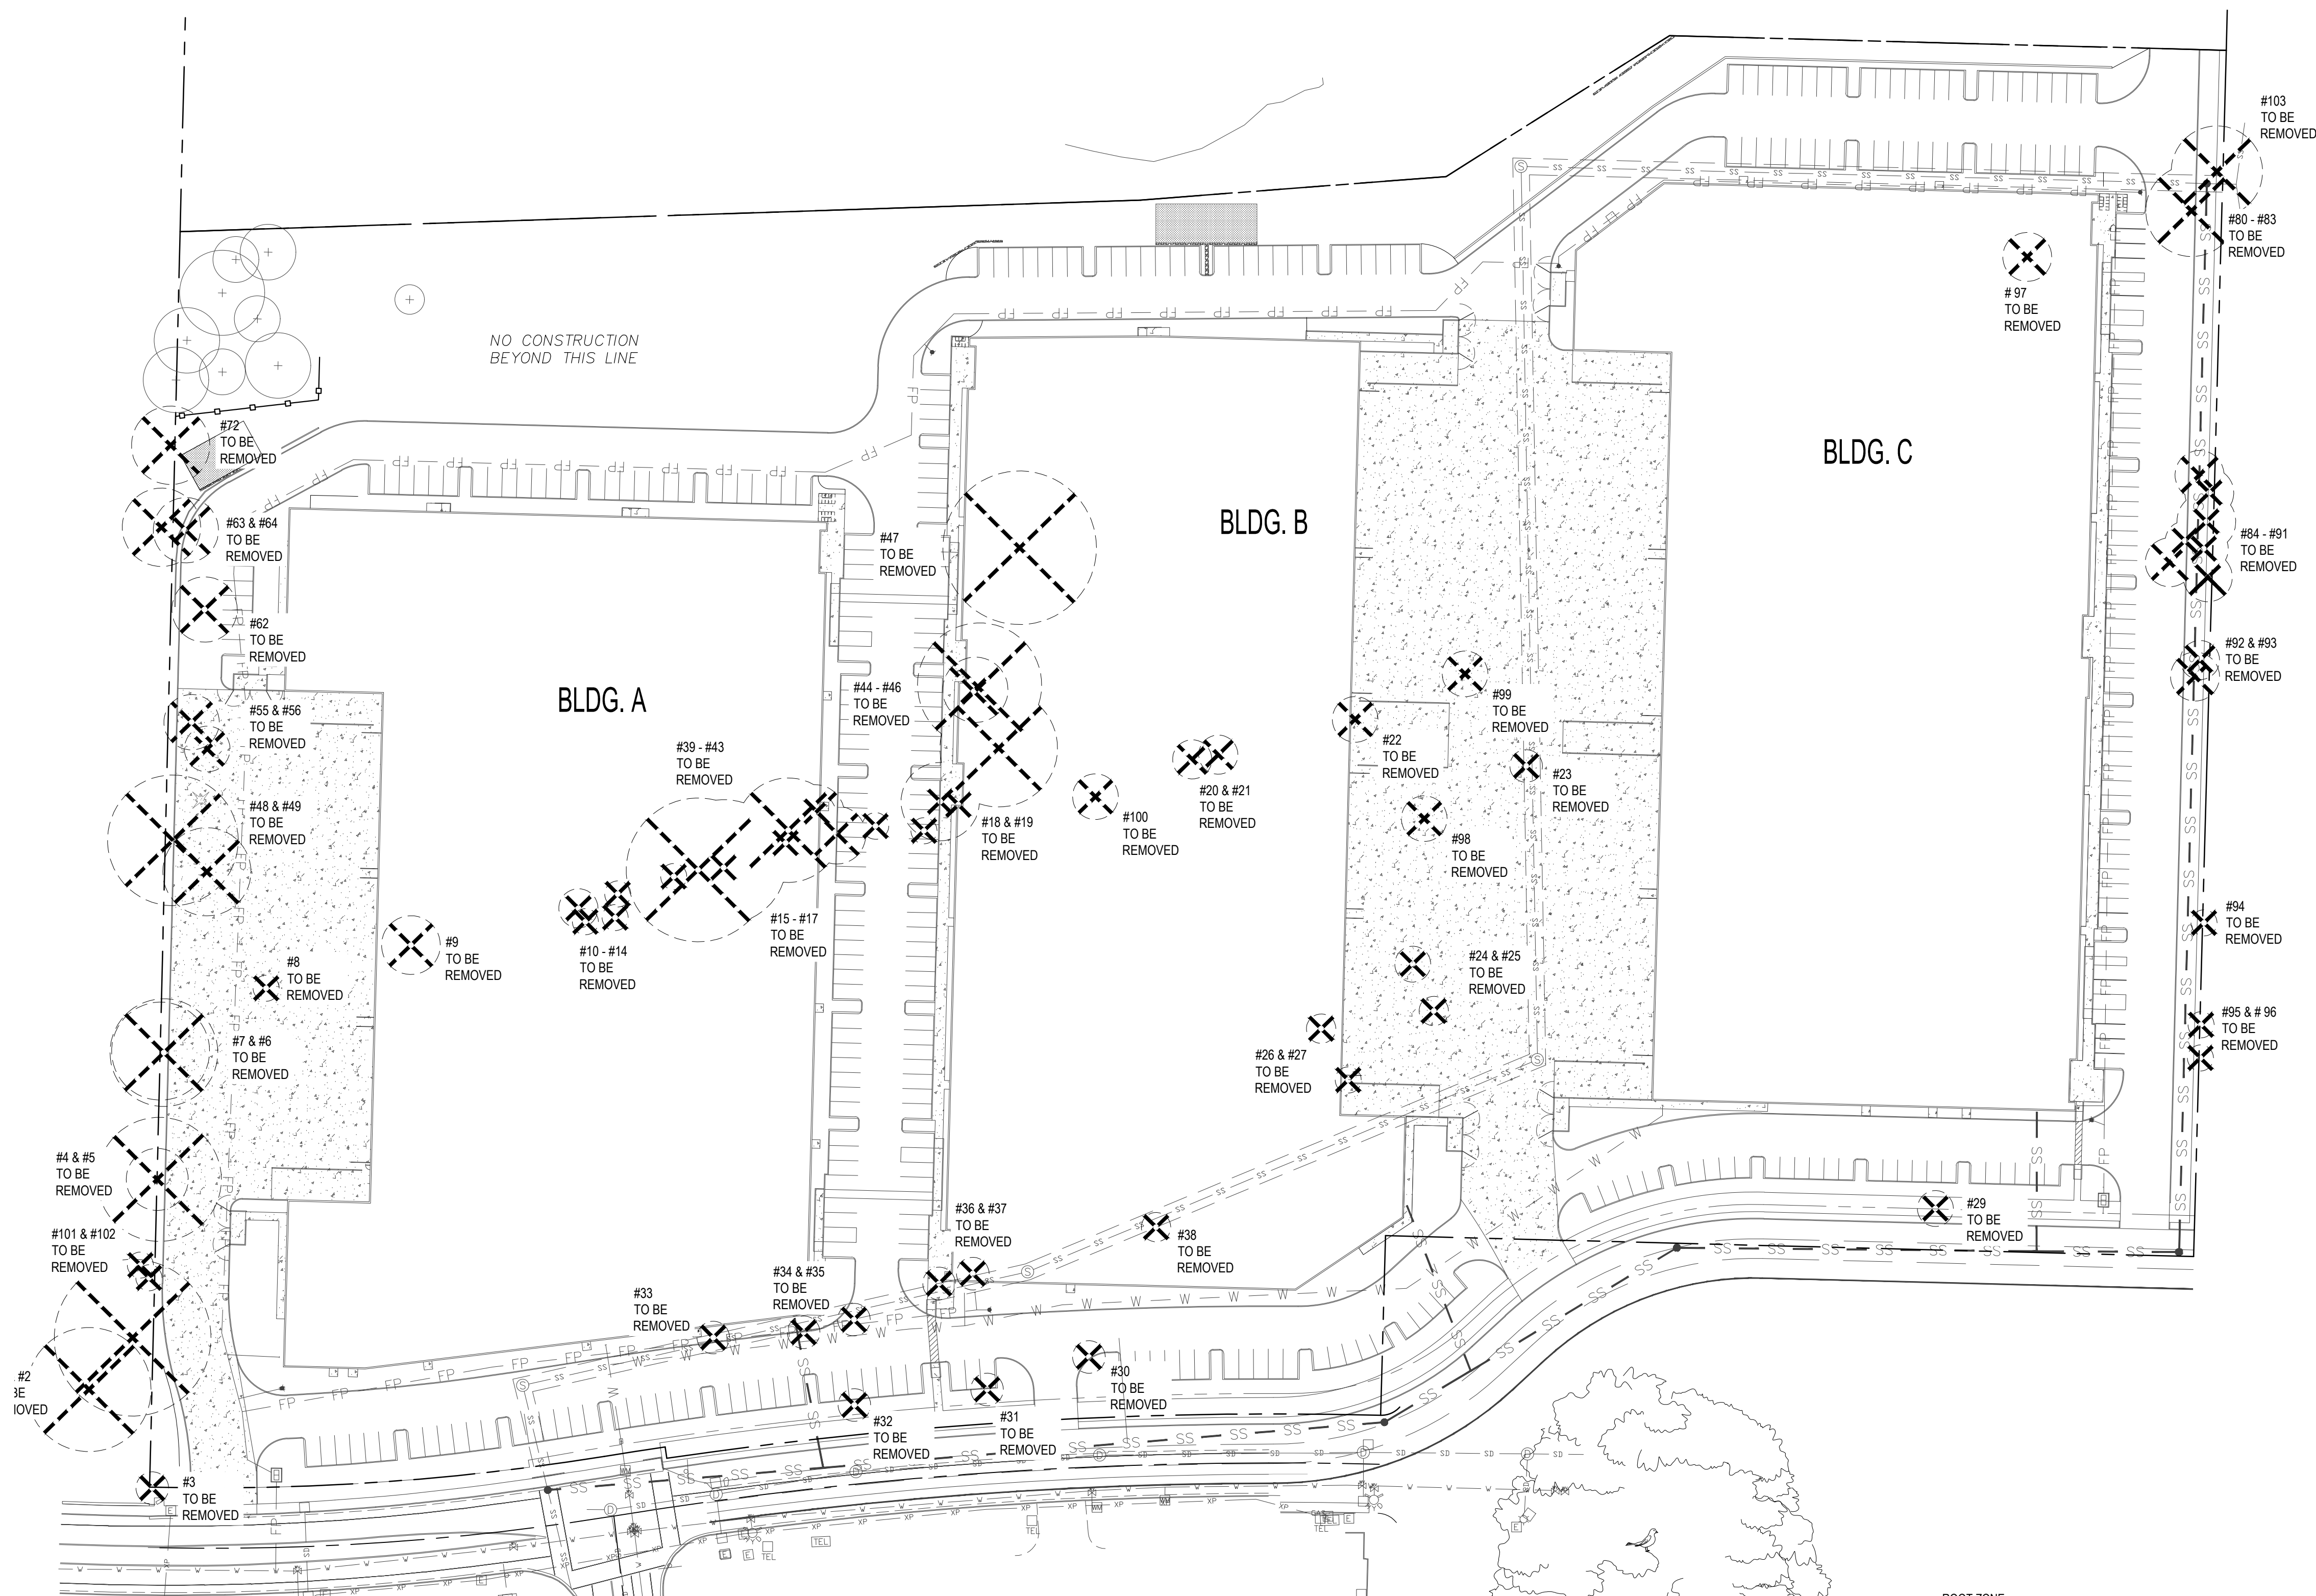 #103
TO BE
REMOVED
#80 - #83
TO BE
REMOVED
# 97
TO BE
REMOVED
NO CONSTRUCTION
BEYOND THIS LINE
#72
TO BE
REMOVED
BLDG. C
BLDG. B
#63 & #64
TO BE
REMOVED
#47
TO BE
REMOVED
#84 - #91
TO BE
REMOVED
#62
TO BE
REMOVED
#92 & #93
TO BE
REMOVED
BLDG. A
#44 - #46
TO BE
REMOVED
#99
TO BE
REMOVED
#55 & #56
TO BE
REMOVED
#39 - #43
TO BE
REMOVED
#22
TO BE
REMOVED
#23
TO BE
REMOVED
#20 & #21
TO BE
REMOVED
#48 & #49
TO BE
REMOVED
#18 & #19
TO BE
REMOVED
#100
TO BE
REMOVED
#98
TO BE
REMOVED
#15 - #17
TO BE
REMOVED
#94
TO BE
REMOVED
#9
TO BE
REMOVED
#10 - #14
TO BE
REMOVED
#8
TO BE
REMOVED
#24 & #25
TO BE
REMOVED
#95 & # 96
TO BE
REMOVED
#7 & #6
TO BE
REMOVED
#26 & #27
TO BE
REMOVED
#4 & #5
TO BE
REMOVED
#29
TO BE
REMOVED
#36 & #37
TO BE
REMOVED
#101 & #102
TO BE
REMOVED
#38
TO BE
REMOVED
#34 & #35
TO BE
REMOVED
#33
TO BE
REMOVED
#30
TO BE
REMOVED
#2
BE
MOVED
#32
TO BE
REMOVED
#31
TO BE
REMOVED
#3
TO BE
REMOVED
TEL
TEL
TEL
TEL